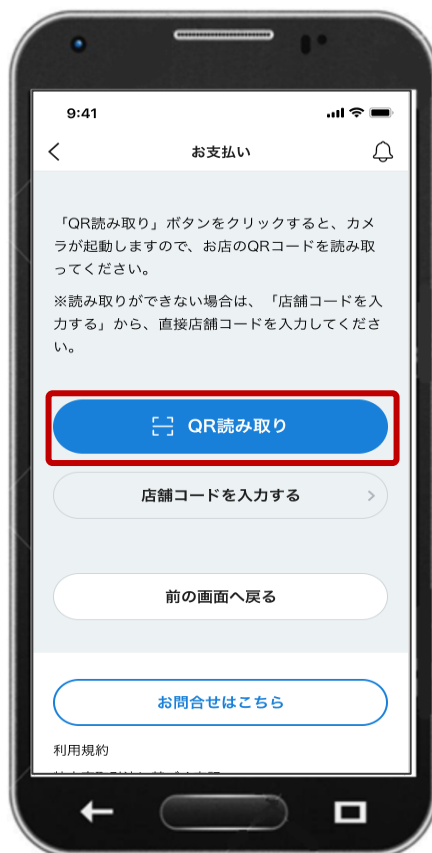 9:41
お支払い
「QR読み取り」ボタンをクリックすると、カメ
ラが起動しますので、お店のQRコードを読み取
ってください。
※読み取りができない場合は、「店舗コードを入
力する」から、直接店舗コードを入力してくださ
い。
QR読み取り
店舗コードを入力する
前の画面へ戻る
お問合せはこちら
利用規約